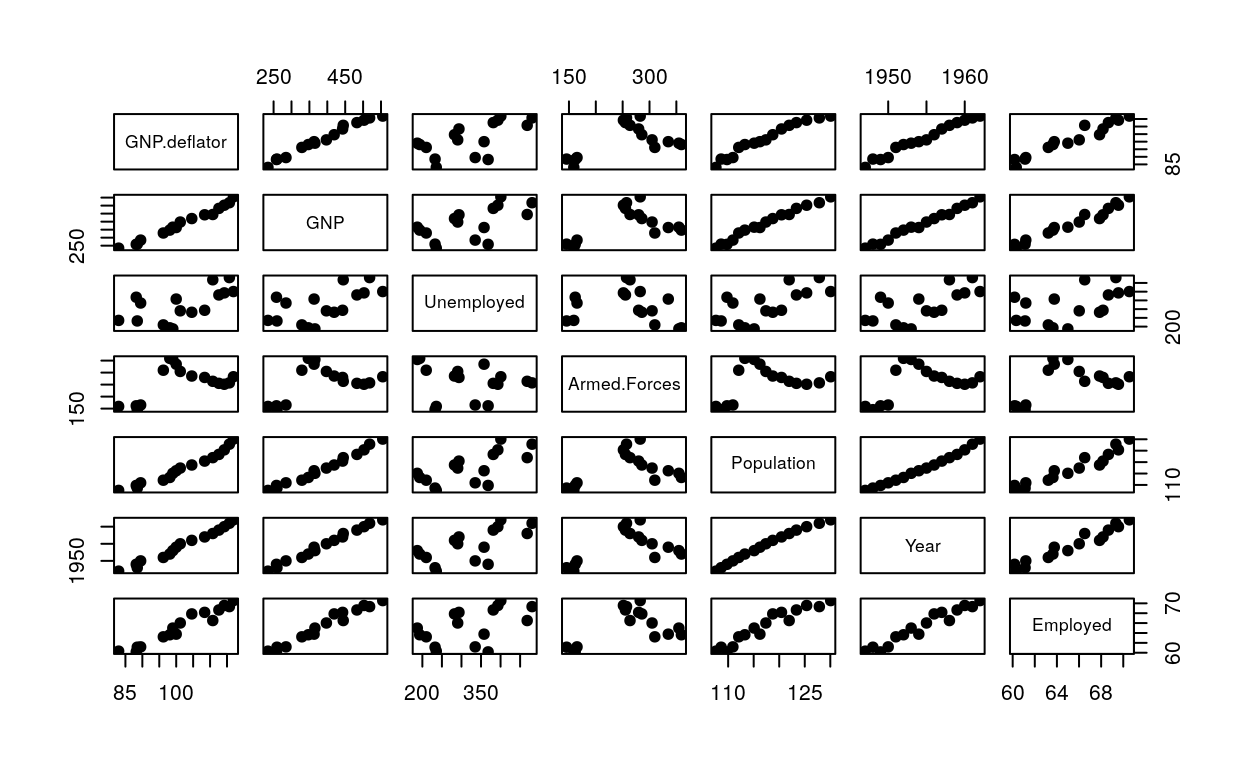 250 450 150 300 1950 1960
GNP.deflator
85
250
GNP
Unemployed
200
150
Armed.Forces
Population
110
1950
Year
Employed
60 70
85 100 200 350 110 125 60 64 68